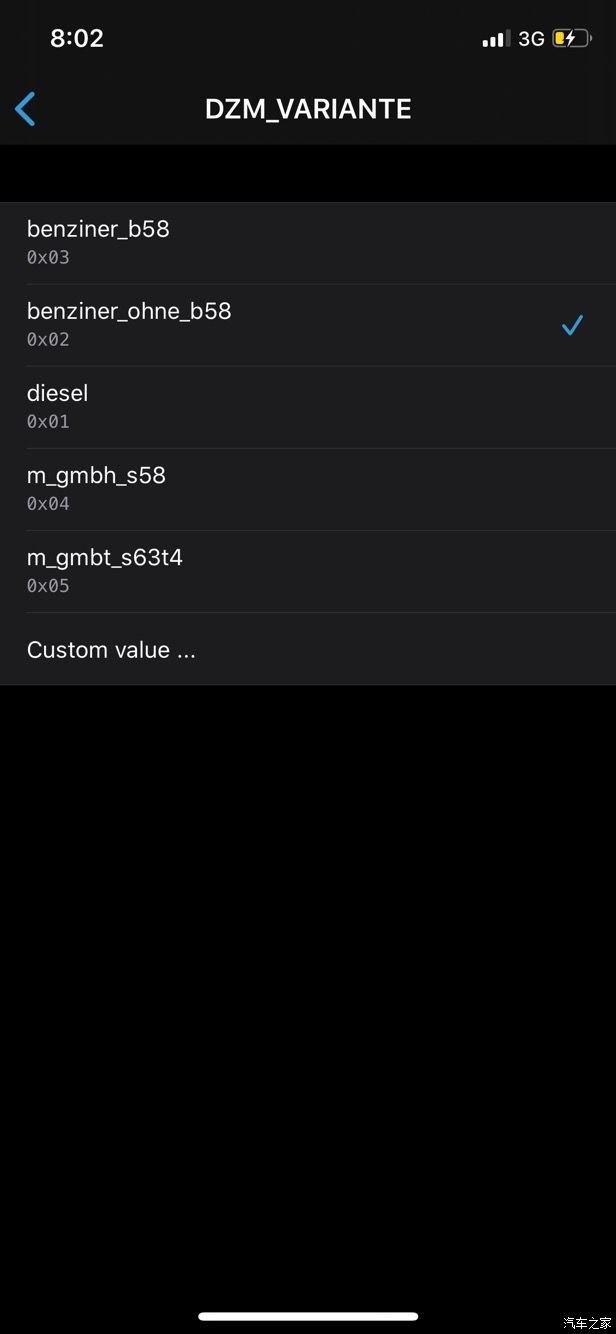 8:02
3G
DZM_VARIANTE
benziner_b58
0x03
benziner_ohne_b58
0x02
diesel
0x01
m_gmbh_s58
0x04
m_gmbt_s63t4
0x05
Custom value ...
汽车之家